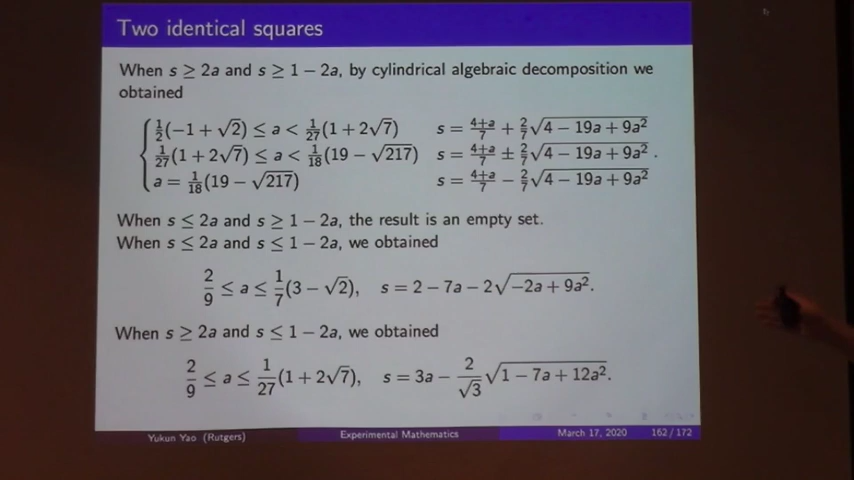 Two identical squares
When s ≥ 2a and s ≥ 1 − 2a, by cylindrical algebraic decomposition we
obtained
½(−1 + √2) ≤ a < 1/27(1 + 2√7) s = (4+a)/7 + 2/7√(4 − 19a + 9a²)
1/27(1 + 2√7) ≤ a < 1/18(19 − √217) s = (4+a)/7 ± 2/7√(4 − 19a + 9a²) .
a = 1/18(19 − √217) s = (4+a)/7 − 2/7√(4 − 19a + 9a²)
When s ≤ 2a and s ≥ 1 − 2a, the result is an empty set.
When s ≤ 2a and s ≤ 1 − 2a, we obtained
2/9 ≤ a ≤ 1/7(3 − √2), s = 2 − 7a − 2√(−2a + 9a²).
When s ≥ 2a and s ≤ 1 − 2a, we obtained
2/9 ≤ a ≤ 1/27(1 + 2√7), s = 3a − 2/√3 √(1 − 7a + 12a²).
Yukun Yao (Rutgers) Experimental Mathematics March 17, 2020 162 / 172